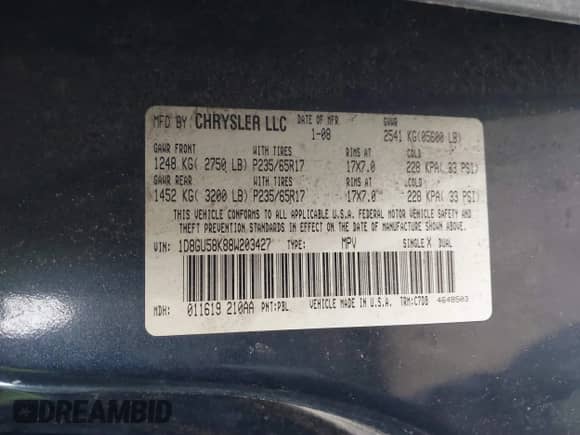 MFD BY CHRYSLER LLC DATE OF MFR 1-08 GVWR 2541 KG(05600 LB)
GAWR FRONT WITH TIRES RIMS AT COLD
1248 KG( 2750 LB) P235/65R17 17X7.0 228 KPA( 33 PSI)
GAWR REAR WITH TIRES RIMS AT COLD
1452 KG( 3200 LB) P235/65R17 17X7.0 228 KPA( 33 PSI)
THIS VEHICLE CONFORMS TO ALL APPLICABLE U.S.A. FEDERAL MOTOR VEHICLE SAFETY AND
THEFT PREVENTION STANDARDS IN EFFECT ON THE DATE OF MANUFACTURE SHOWN ABOVE.
VIN: 1D8GU58K88W203427 TYPE: MPV SINGLE X DUAL
MDH: 011619 210AA PNT:PBL VEHICLE MADE IN U.S.A. TRM:C7DB 4648503
DREAMBID